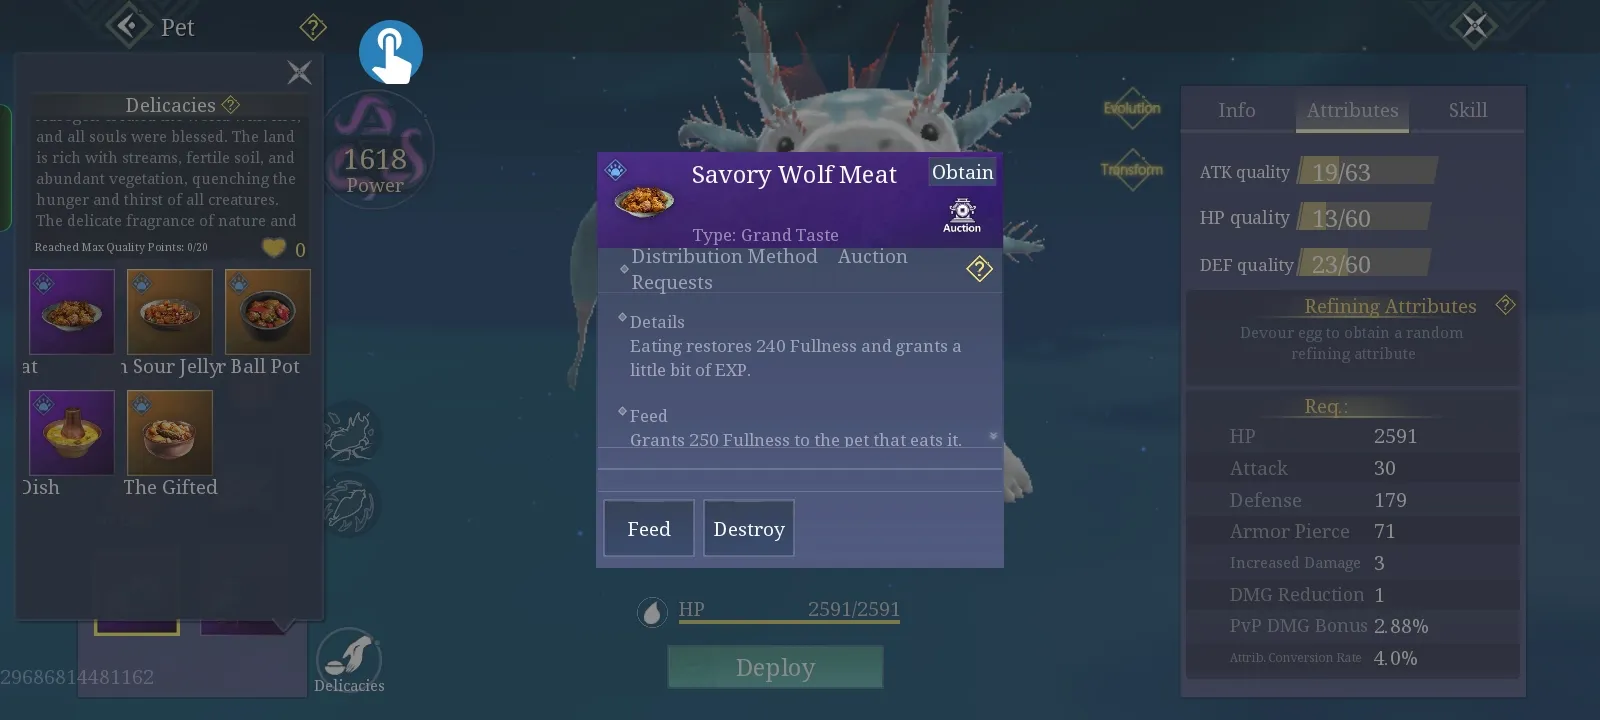 Pet
?
Delicacies ?
and all souls were blessed. The land
is rich with streams, fertile soil, and
abundant vegetation, quenching the
hunger and thirst of all creatures.
The delicate fragrance of nature and
Reached Max Quality Points: 0/20
0
at
n Sour Jelly
r Ball Pot
Dish
The Gifted
29686814481162
Delicacies
1618
Power
Savory Wolf Meat
Obtain
Auction
Type: Grand Taste
Distribution Method Auction
Requests
?
Details
Eating restores 240 Fullness and grants a
little bit of EXP.
Feed
Grants 250 Fullness to the pet that eats it.
Feed
Destroy
HP 2591/2591
Deploy
Evolution
Transform
Info
Attributes
Skill
ATK quality 19/63
HP quality 13/60
DEF quality 23/60
Refining Attributes ?
Devour egg to obtain a random
refining attribute
Req.:
HP 2591
Attack 30
Defense 179
Armor Pierce 71
Increased Damage 3
DMG Reduction 1
PvP DMG Bonus 2.88%
Attrib. Conversion Rate 4.0%